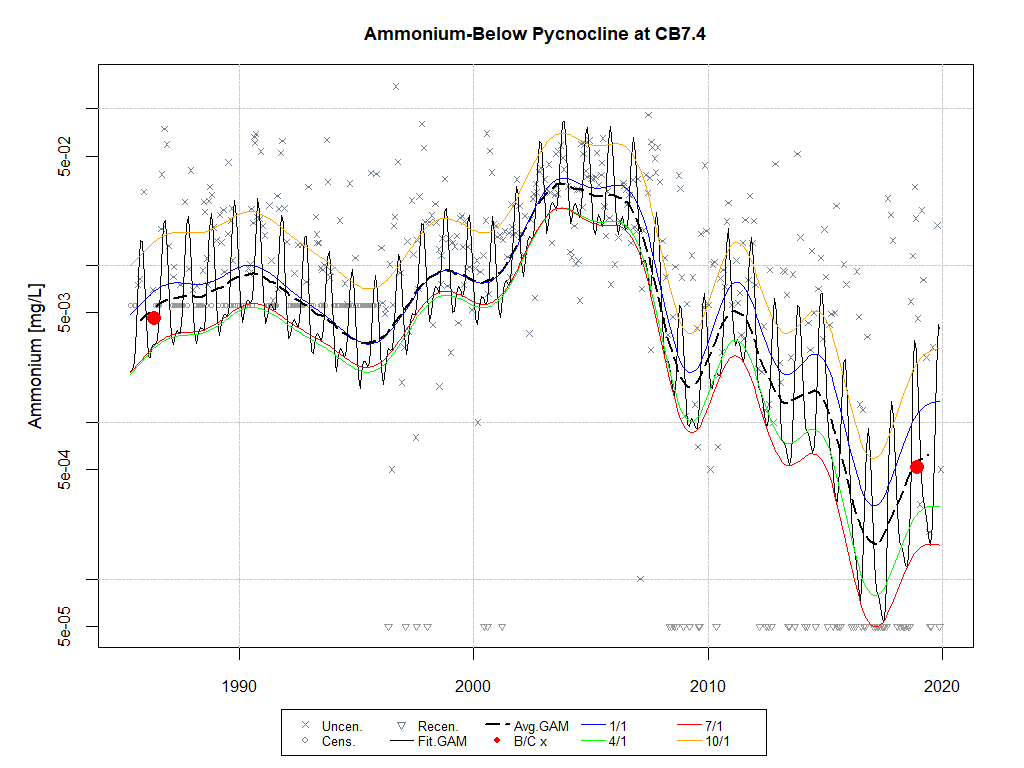 Ammonium-Below Pycnocline at CB7.4
Ammonium [mg/L]
5e-02
5e-03
5e-04
5e-05
1990 2000 2010 2020
Uncen. Recen. Avg.GAM 1/1 7/1
Cens. Fit.GAM B/C x 4/1 10/1